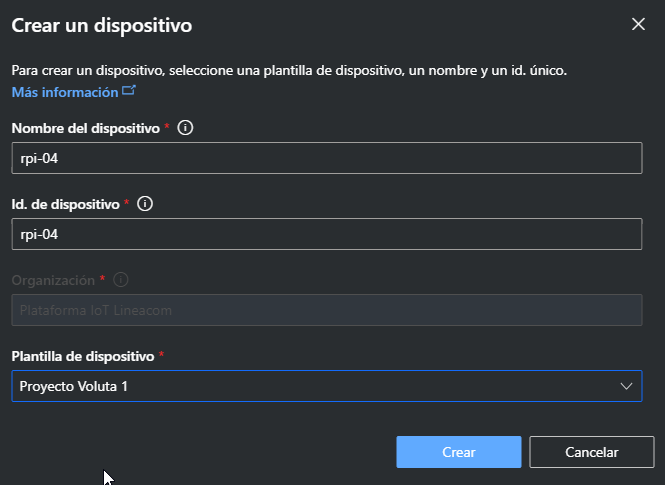 Crear un dispositivo
Para crear un dispositivo, seleccione una plantilla de dispositivo, un nombre y un id. único.
Más información
Nombre del dispositivo *
rpi-04
Id. de dispositivo *
rpi-04
Organización *
Plataforma IoT Lineacom
Plantilla de dispositivo *
Proyecto Voluta 1
Crear
Cancelar